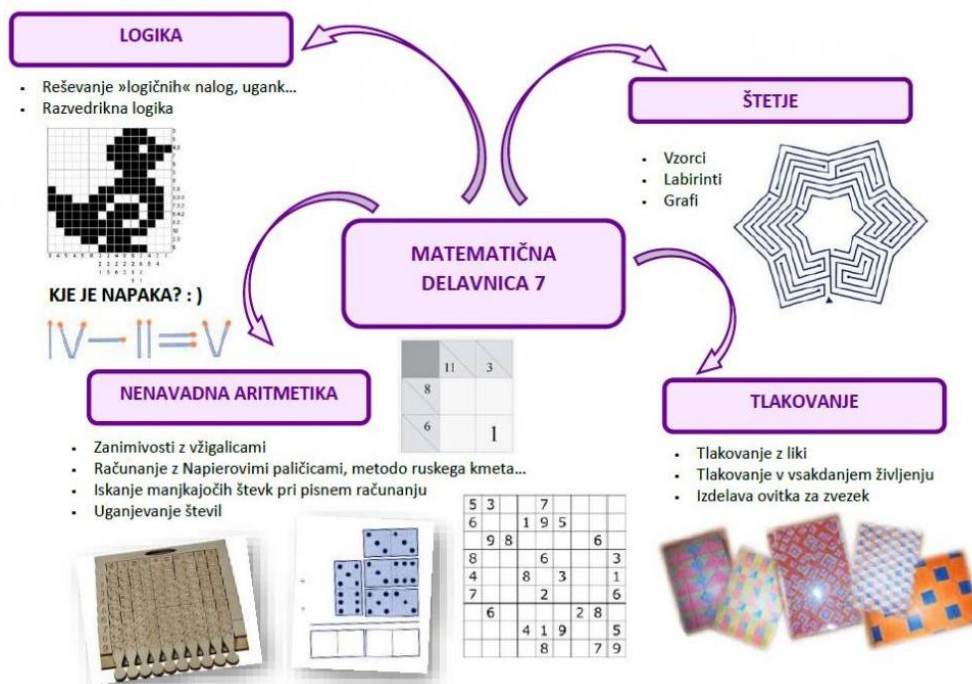 LOGIKA
• Reševanje »logičnih« nalog, ugank...
• Razvedrilna logika
KJE JE NAPAKA? : )
IV – II = V
ŠTETJE
• Vzorci
• Labirinti
• Grafi
MATEMATIČNA
DELAVNICA 7
NENAVADNA ARITMETIKA
• Zanimivosti z vžigalicami
• Računanje z Napierovimi paličicami, metodo ruskega kmeta...
• Iskanje manjkajočih števk pri pisnem računanju
• Uganjevanje števil
11 3
8
6 1
5 3 7
6 1 9 5
9 8 6
8 6 3
4 8 3 1
7 2 6
6 2 8
4 1 9 5
8 7 9
TLAKOVANJE
• Tlakovanje z liki
• Tlakovanje v vsakdanjem življenju
• Izdelava ovitka za zvezek